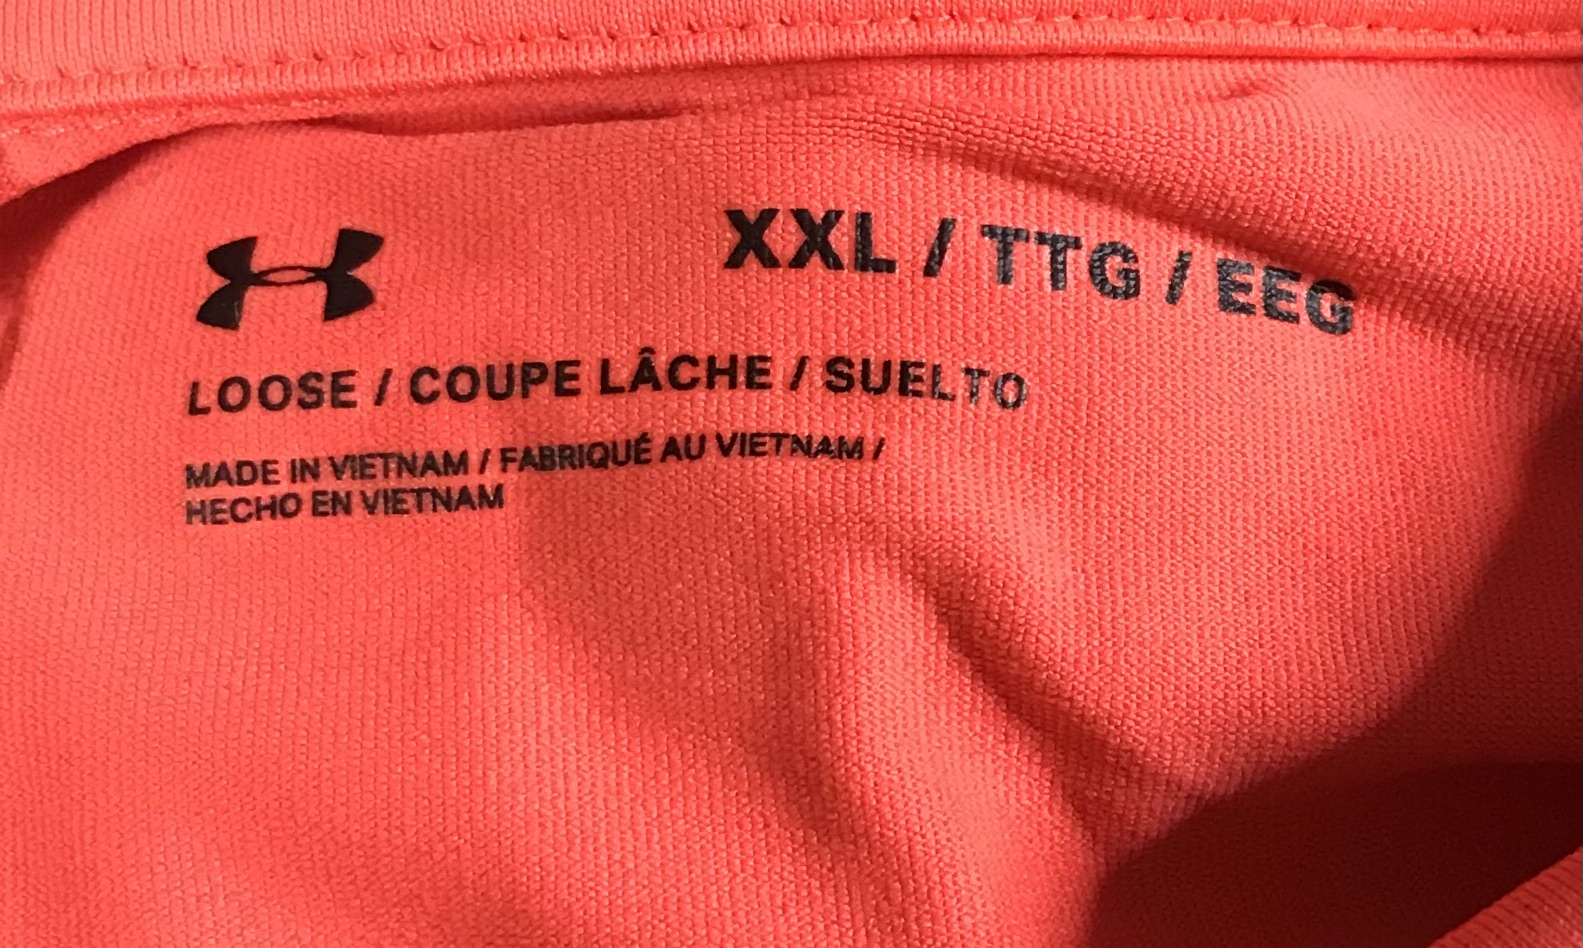 XXL / TTG / EEG
LOOSE / COUPE LÂCHE / SUELTO
MADE IN VIETNAM / FABRIQUÉ AU VIETNAM /
HECHO EN VIETNAM